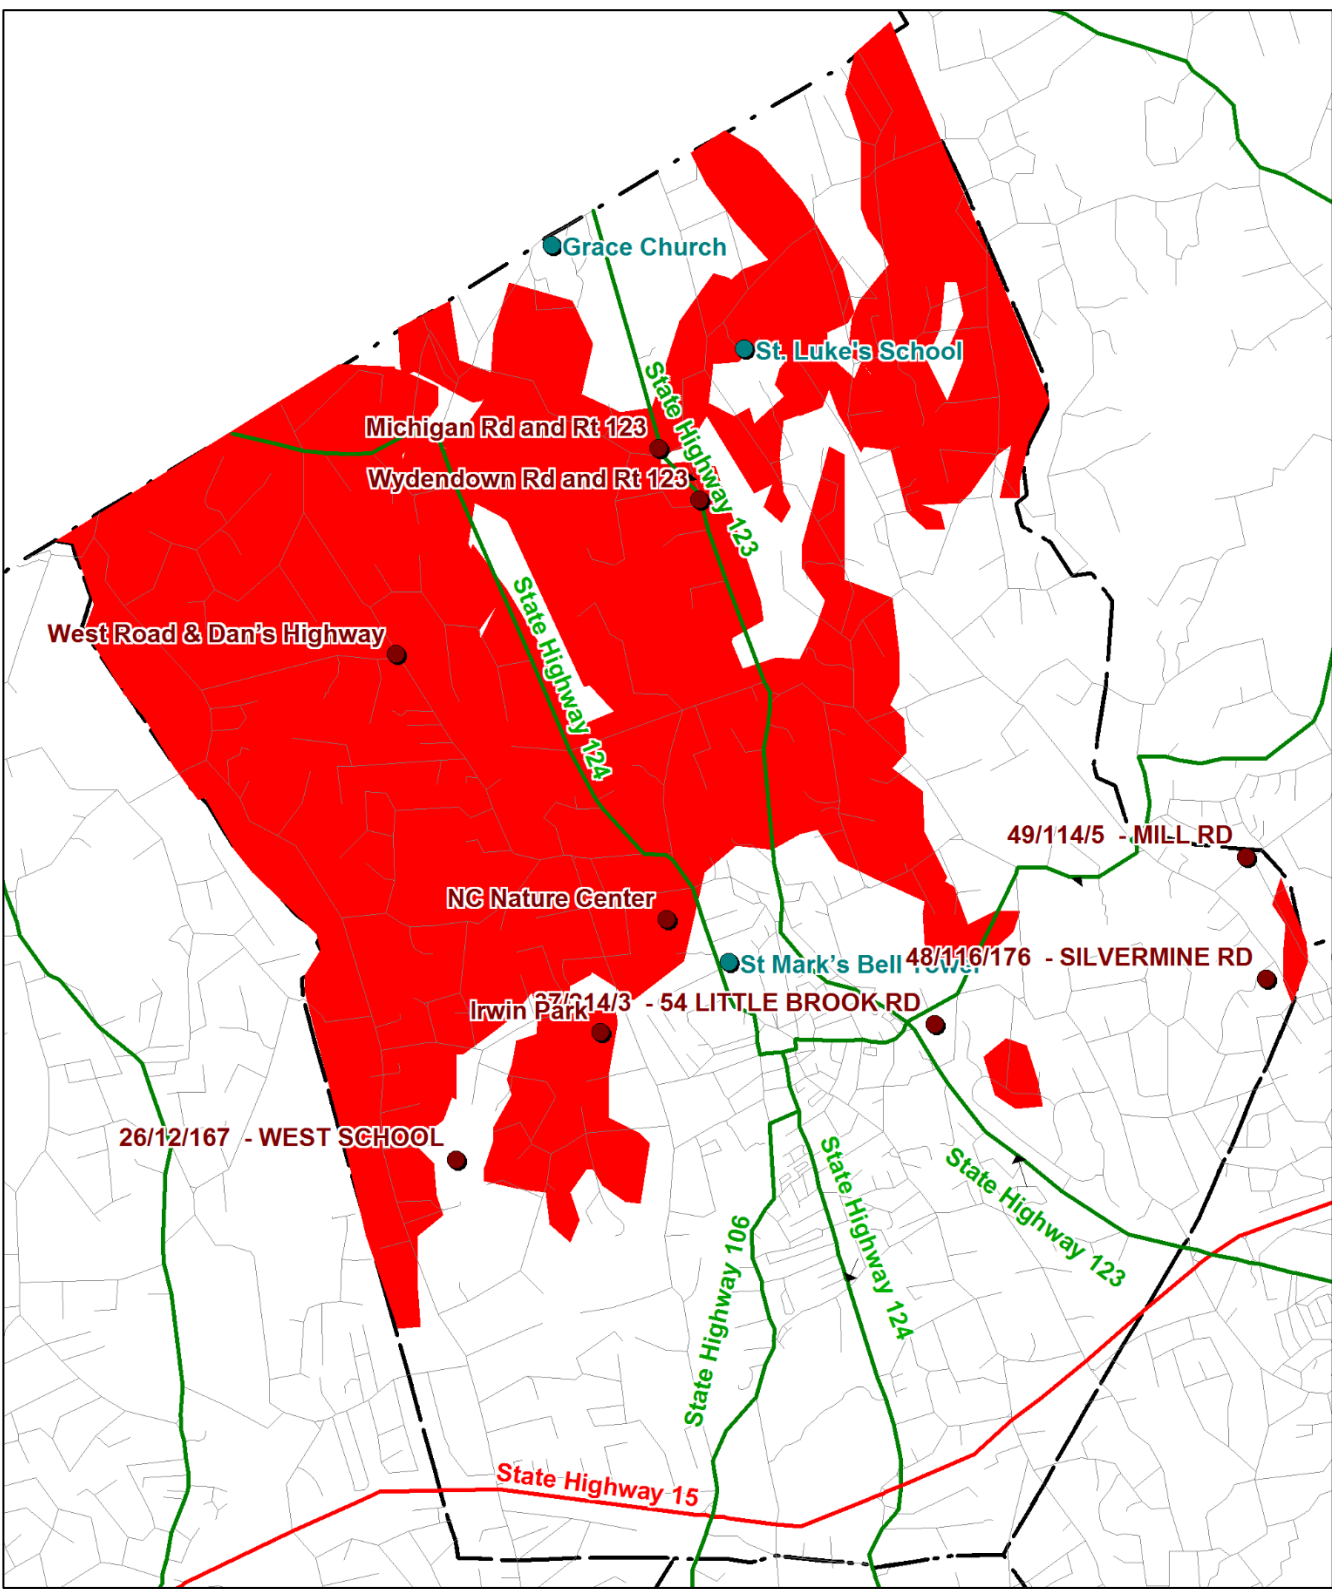 Grace Church
St. Luke's School
State Highway 123
Michigan Rd and Rt 123
Wydendown Rd and Rt 123
State Highway 124
West Road & Dan’s Highway
49/114/5 - MILL RD
NC Nature Center
48/116/176 - SILVERMINE RD
St Mark’s Bell Tower
- 54 LITTLE BROOK RD
Irwin Park
26/12/167 - WEST SCHOOL
State Highway 123
State Highway 124
State Highway 106
State Highway 15